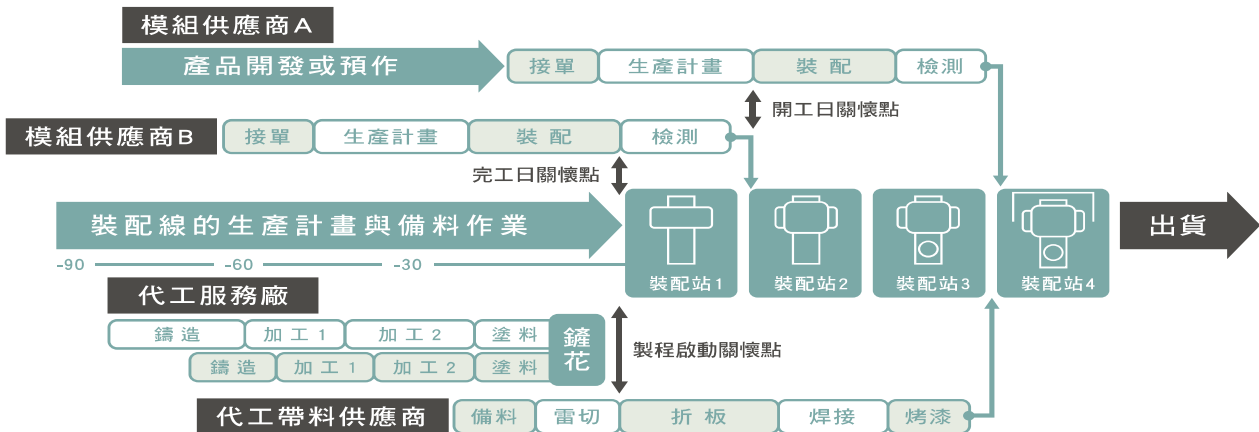 模組供應商A
產品開發或預作
接單 生產計畫 裝配 檢測
開工日關懷點
模組供應商B
接單 生產計畫 裝配 檢測
完工日關懷點
裝配線的生產計畫與備料作業
-90 -60 -30
裝配站1 裝配站2 裝配站3 裝配站4
出貨
代工服務廠
鑄造 加工1 加工2 塗料
鑄造 加工1 加工2 塗料
鏟花
製程啟動關懷點
代工帶料供應商
備料 雷切 折板 焊接 烤漆